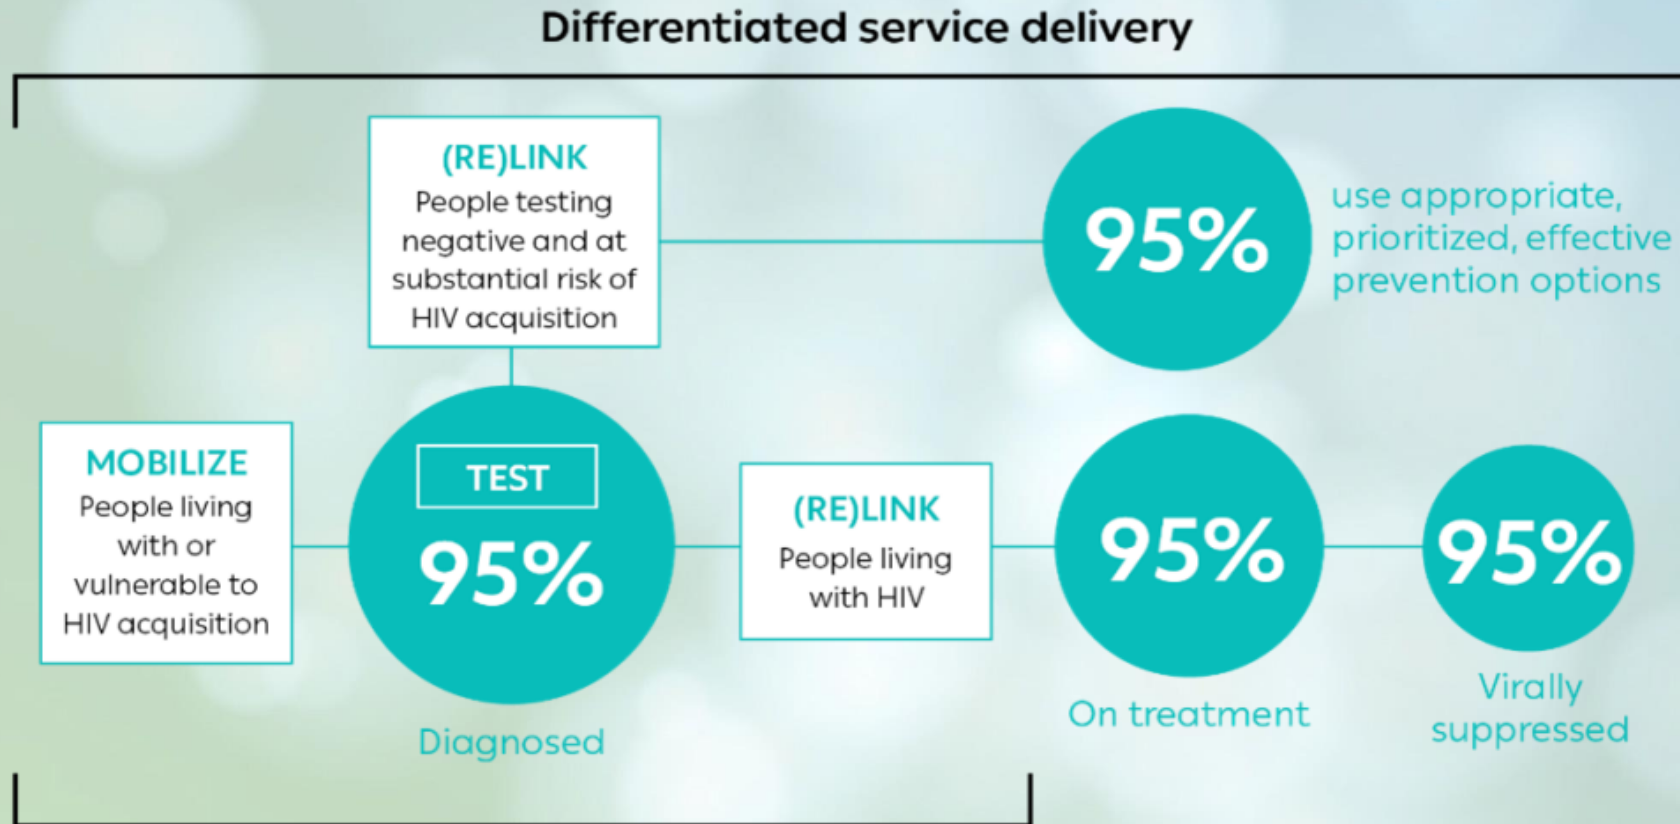 Differentiated service delivery
(RE)LINK
People testing
negative and at
substantial risk of
HIV acquisition
95%
use appropriate,
prioritized, effective
prevention options
MOBILIZE
People living
with or
vulnerable to
HIV acquisition
TEST
95%
Diagnosed
(RE)LINK
People living
with HIV
95%
On treatment
95%
Virally
suppressed